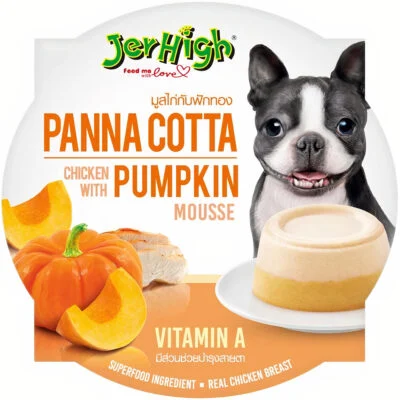 JerHigh
Feed me with love
มูสไก่กับฟักทอง
PANNA COTTA
CHICKEN WITH PUMPKIN
MOUSSE
VITAMIN A
มีส่วนช่วยบำรุงสายตา
SUPERFOOD INGREDIENT • REAL CHICKEN BREAST